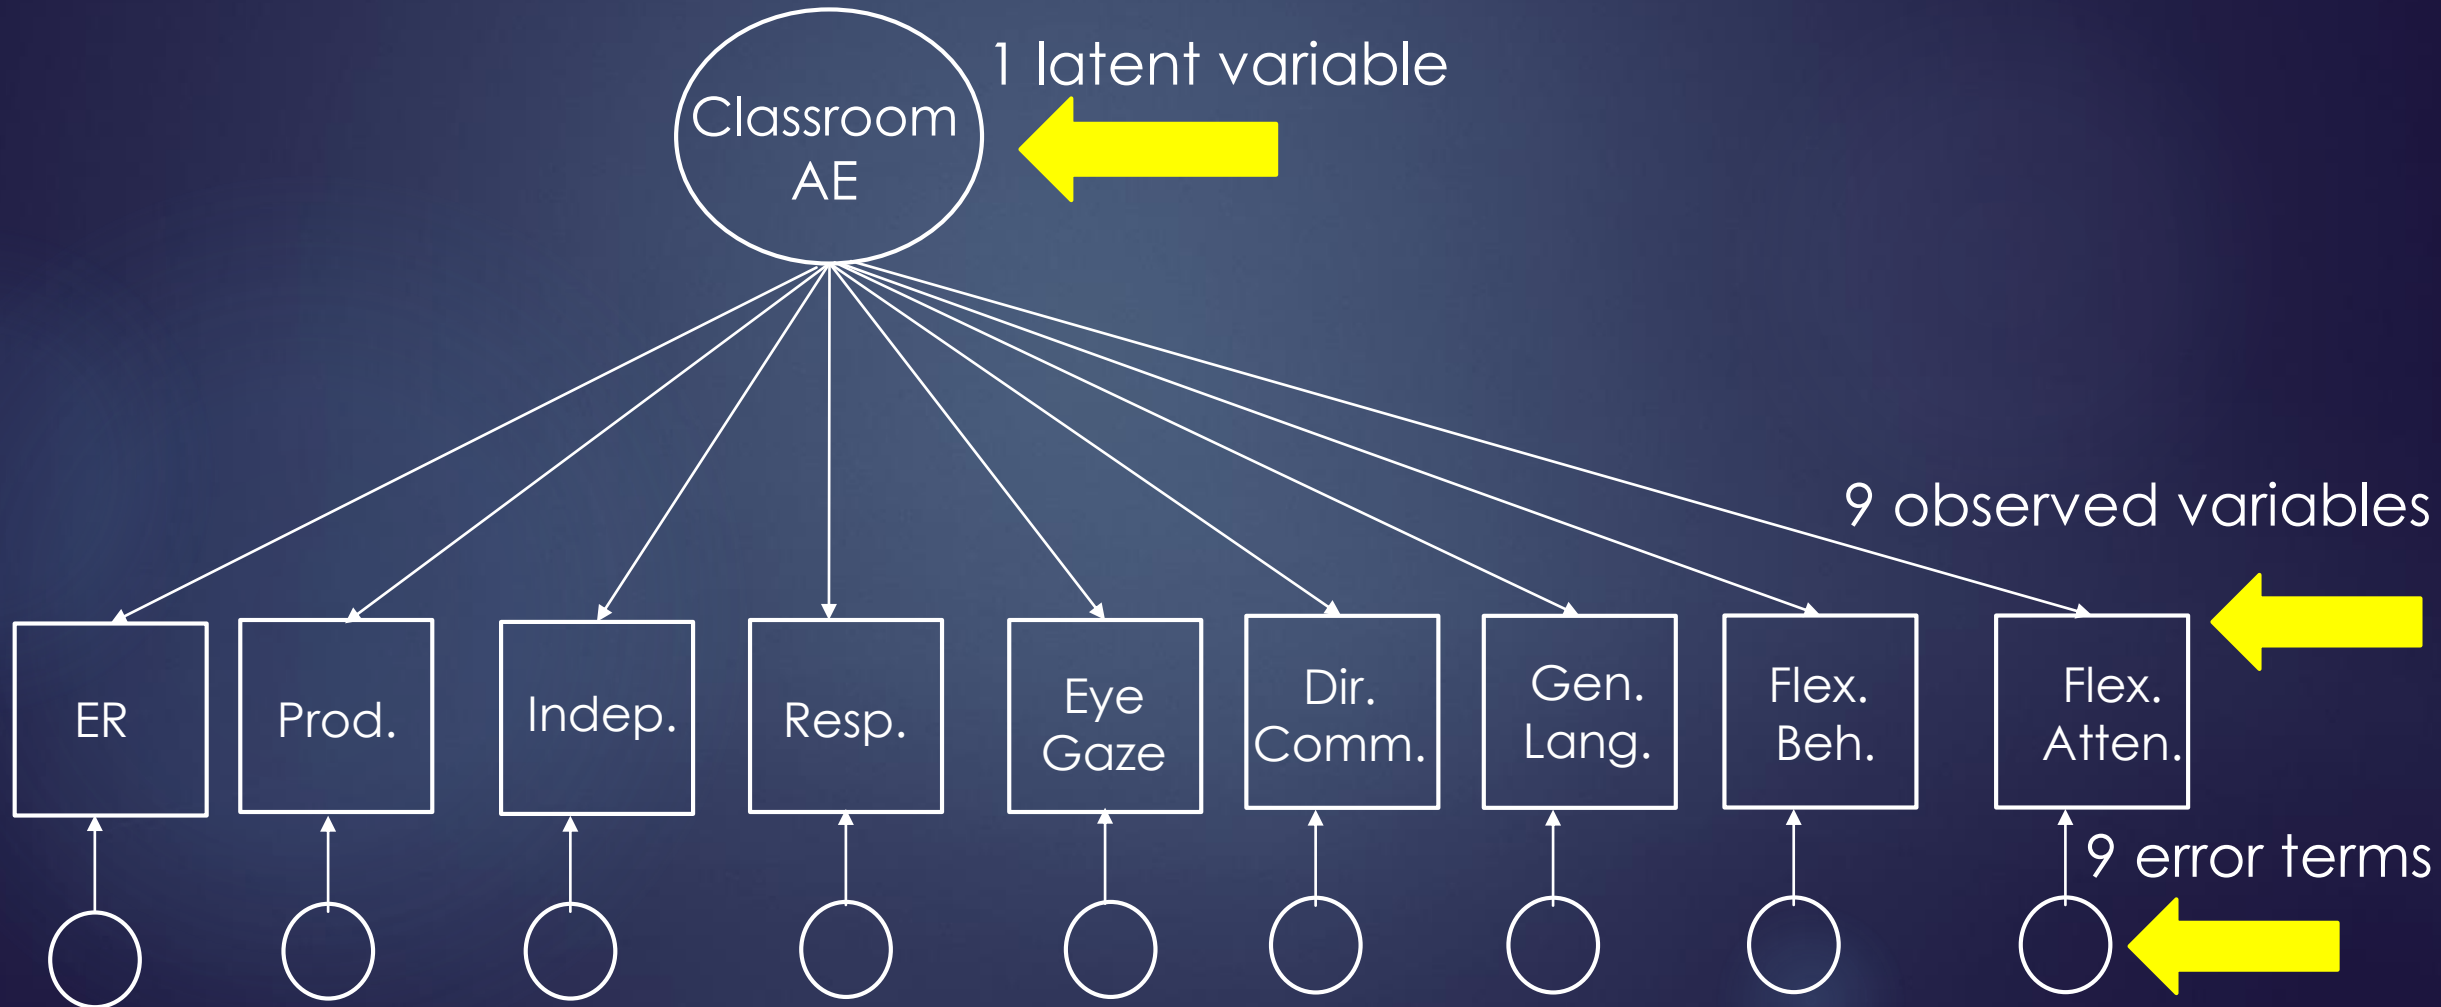 1 latent variable
Classroom
AE
9 observed variables
ER
Prod.
Indep.
Resp.
Eye
Gaze
Dir.
Comm.
Gen.
Lang.
Flex.
Beh.
Flex.
Atten.
9 error terms